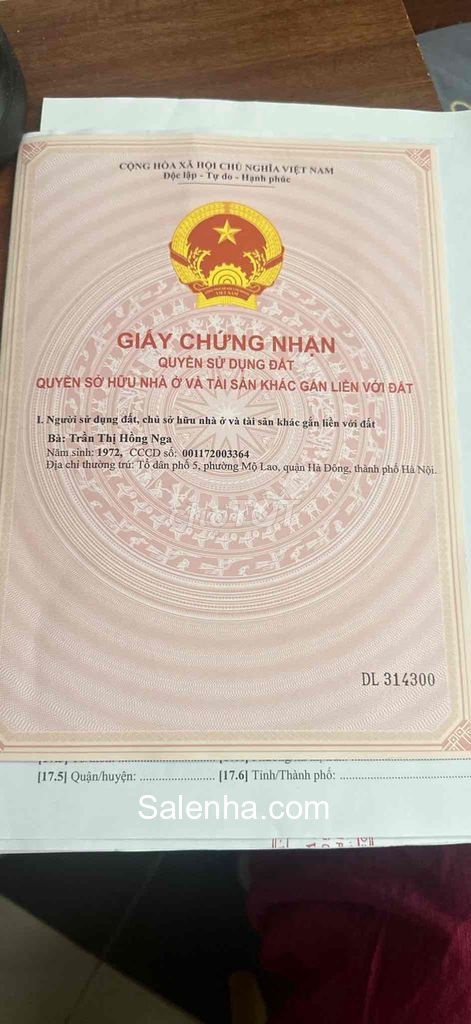 CỘNG HÒA XÃ HỘI CHỦ NGHĨA VIỆT NAM
Độc lập - Tự do - Hạnh phúc
VIỆT NAM
GIẤY CHỨNG NHẬN
QUYỀN SỬ DỤNG ĐẤT
QUYỀN SỞ HỮU NHÀ Ở VÀ TÀI SẢN KHÁC GẮN LIỀN VỚI ĐẤT
I. Người sử dụng đất, chủ sở hữu nhà ở và tài sản khác gắn liền với đất
Bà: Trần Thị Hồng Nga
Năm sinh: 1972, CCCD số: 001172003364
Địa chỉ thường trú: Tổ dân phố 5, phường Mộ Lao, quận Hà Đông, thành phố Hà Nội.
DL 314300
[17.5] Quận/huyện: .................... [17.6] Tỉnh/Thành phố: ....................
Salenha.com